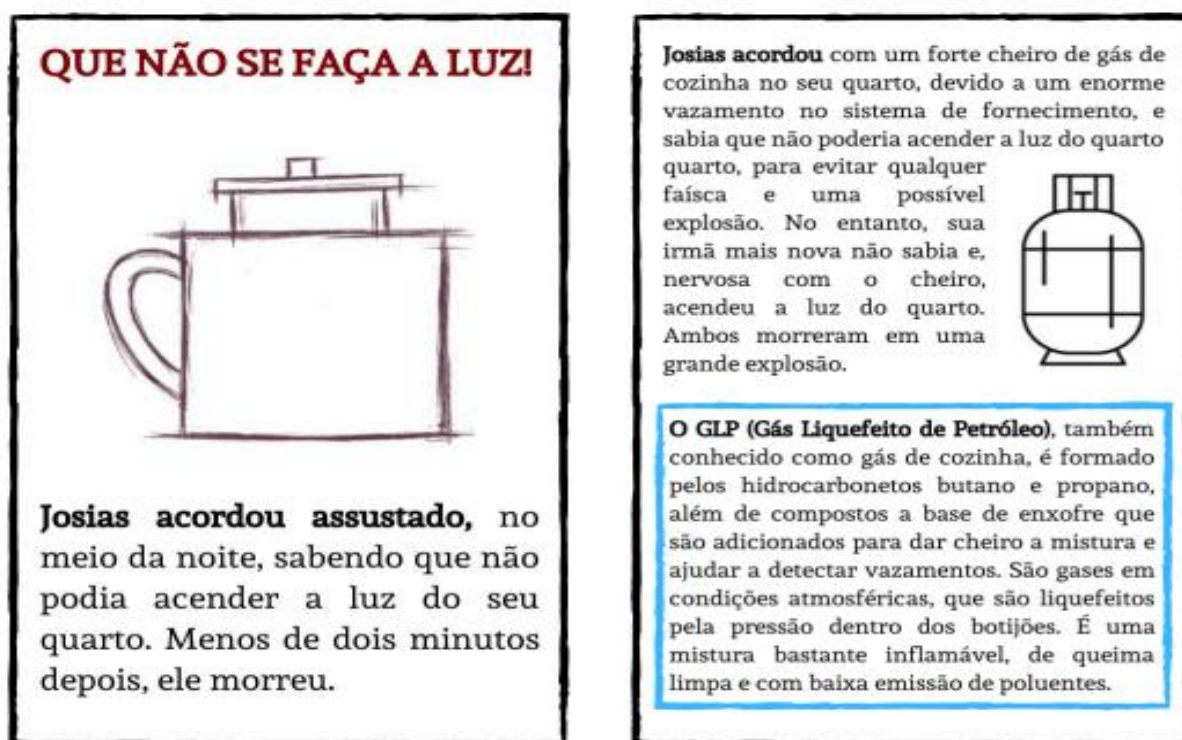 QUE NÃO SE FAÇA A LUZ!
Josias acordou assustado, no
meio da noite, sabendo que não
podia acender a luz do seu
quarto. Menos de dois minutos
depois, ele morreu.
Josias acordou com um forte cheiro de gás de
cozinha no seu quarto, devido a um enorme
vazamento no sistema de fornecimento, e
sabia que não poderia acender a luz do quarto
quarto, para evitar qualquer
faísca e uma possível
explosão. No entanto, sua
irmã mais nova não sabia e,
nervosa com o cheiro,
acendeu a luz do quarto.
Ambos morreram em uma
grande explosão.
O GLP (Gás Liquefeito de Petróleo), também
conhecido como gás de cozinha, é formado
pelos hidrocarbonetos butano e propano,
além de compostos a base de enxofre que
são adicionados para dar cheiro a mistura e
ajudar a detectar vazamentos. São gases em
condições atmosféricas, que são liquefeitos
pela pressão dentro dos botijões. É uma
mistura bastante inflamável, de queima
limpa e com baixa emissão de poluentes.